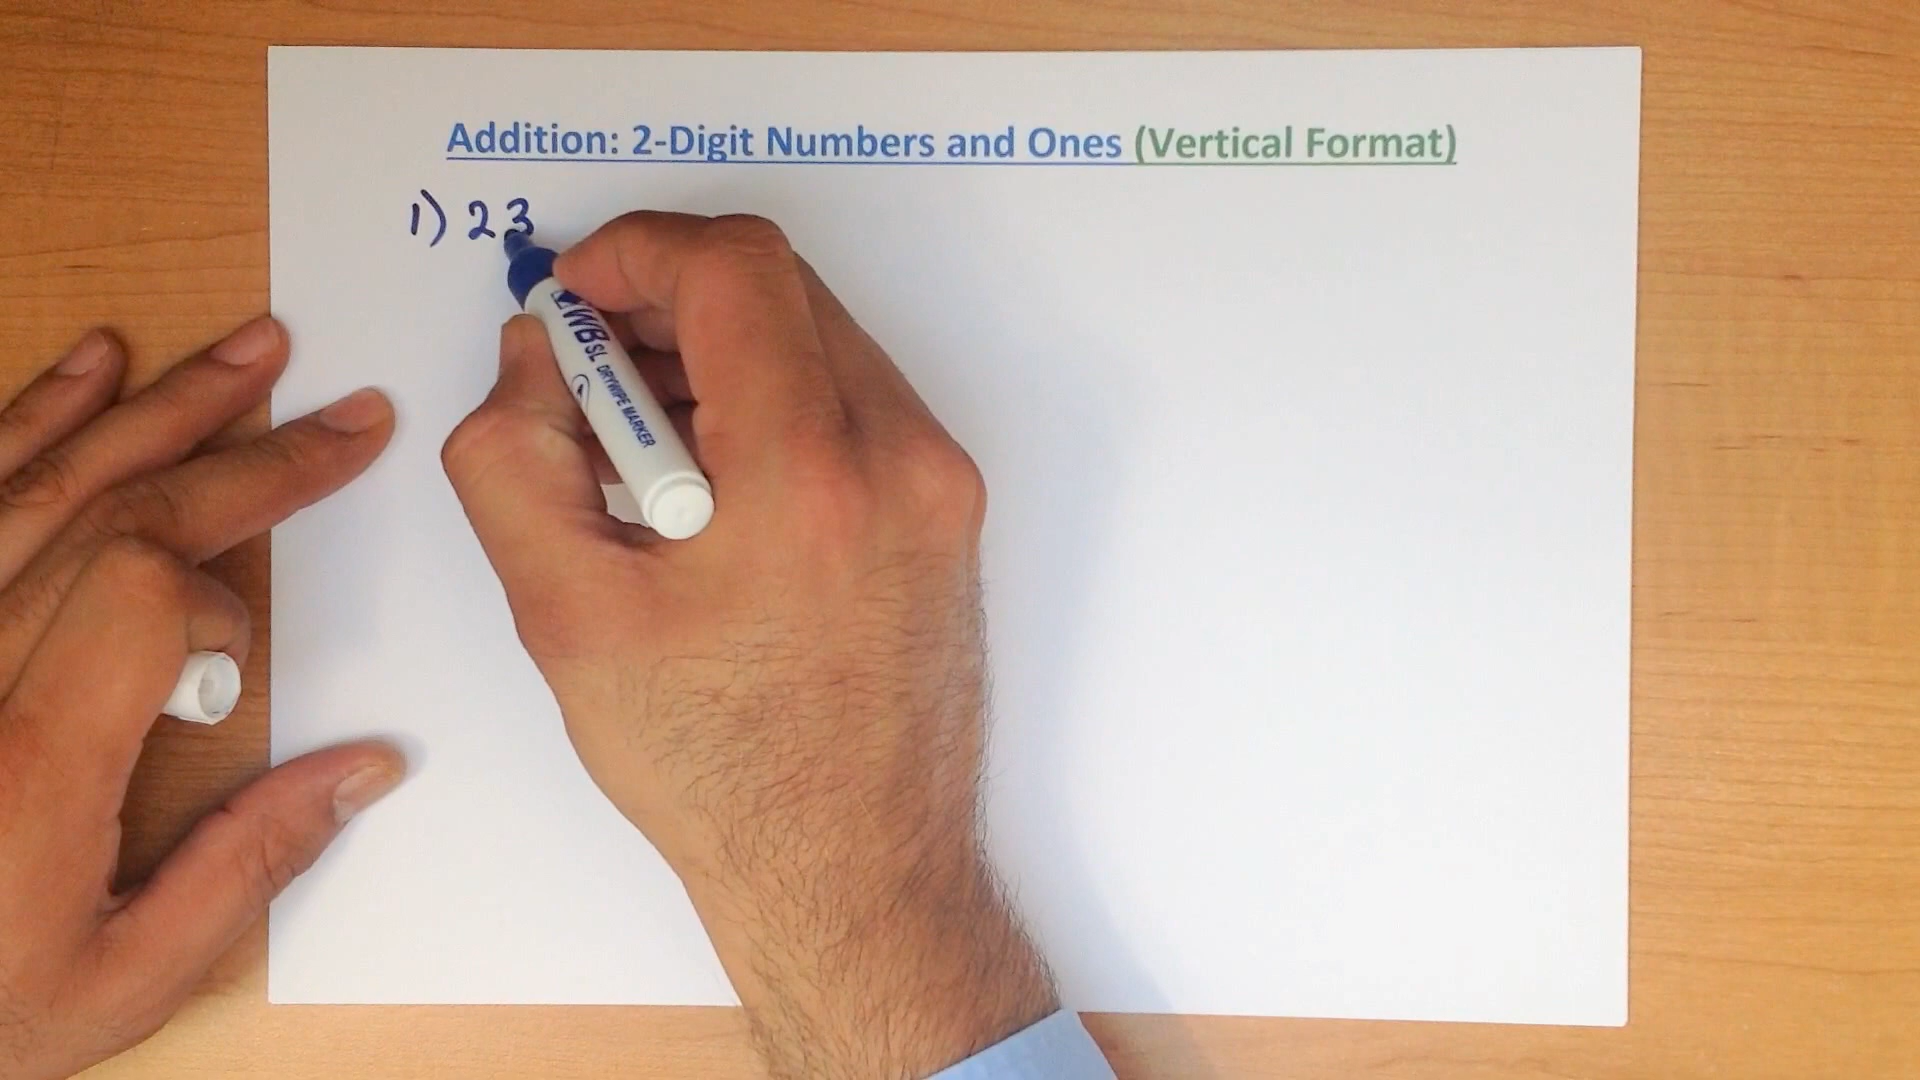 Addition: 2-Digit Numbers and Ones (Vertical Format)
1) 23
WB SL DRYWIPE MARKER